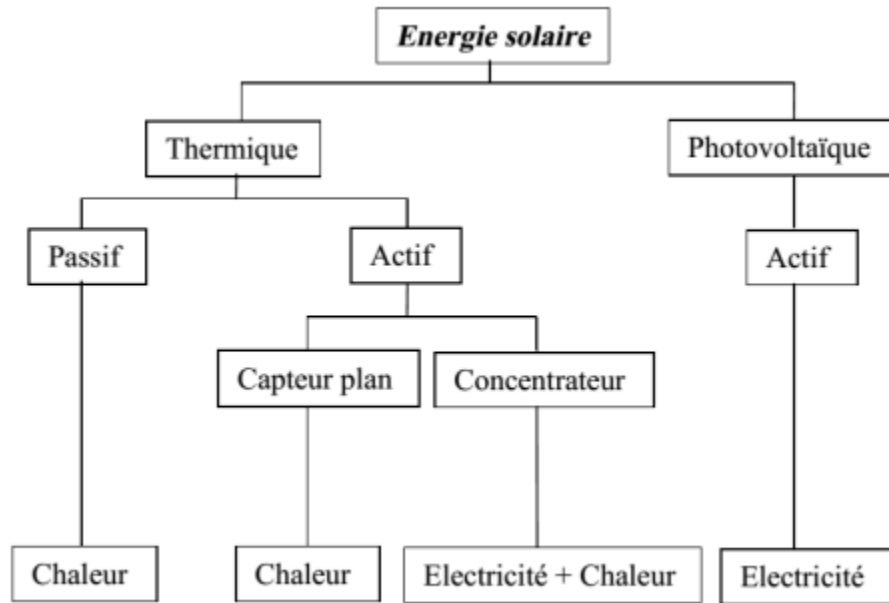 Energie solaire
Thermique
Photovoltaïque
Passif
Actif
Actif
Capteur plan
Concentrateur
Chaleur
Chaleur
Electricité + Chaleur
Electricité